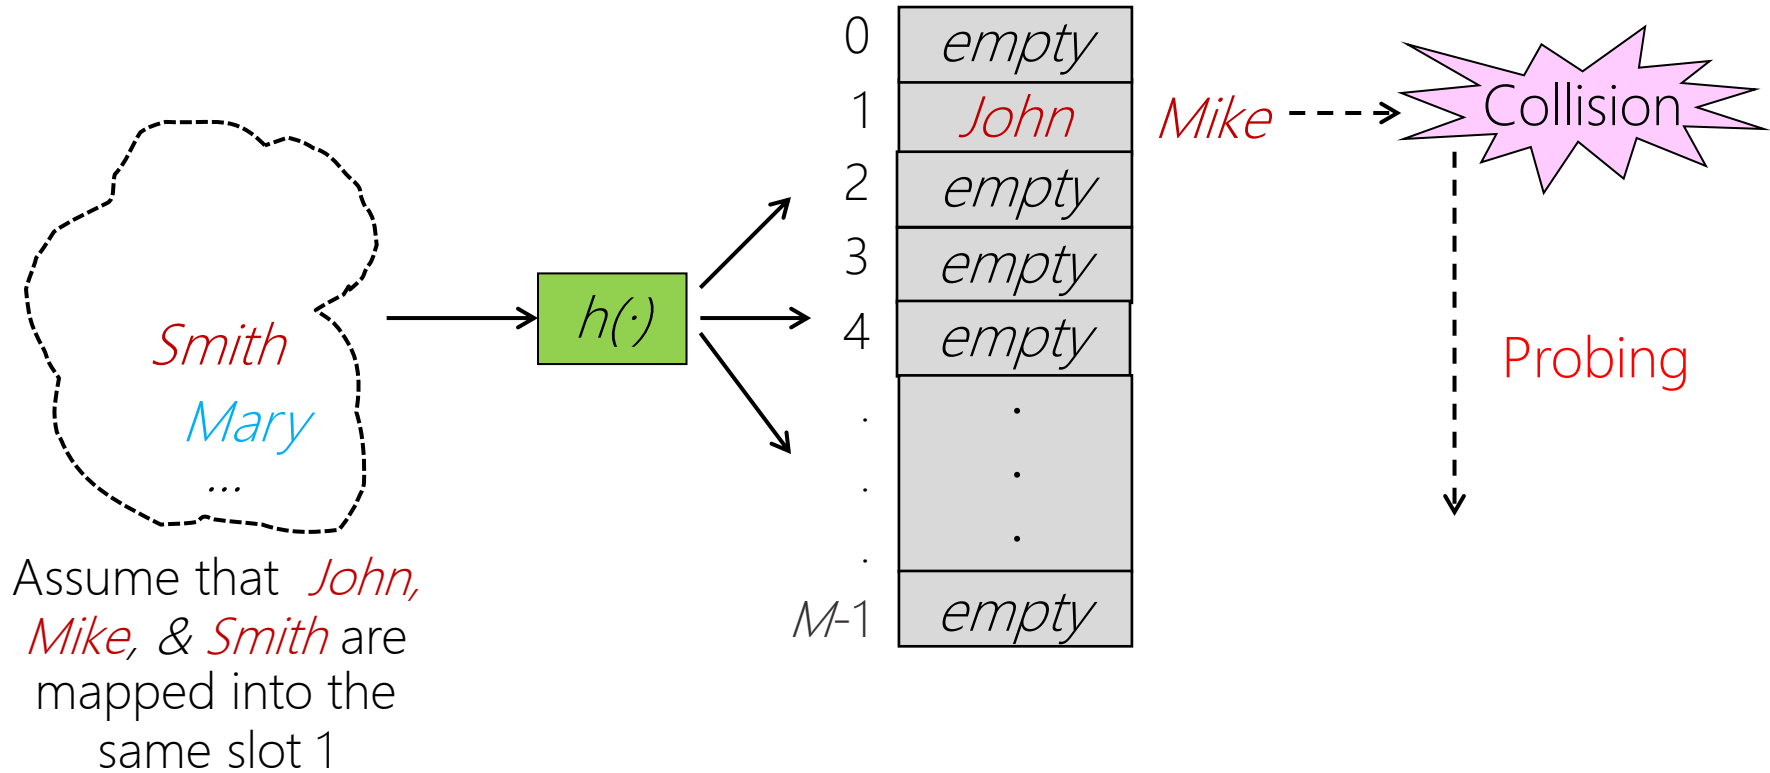 Smith
Mary
...
Assume that John,
Mike, & Smith are
mapped into the
same slot 1
h(·)
0 empty
1 John Mike
2 empty
3 empty
4 empty
. .
. .
. .
M-1 empty
Collision
Probing